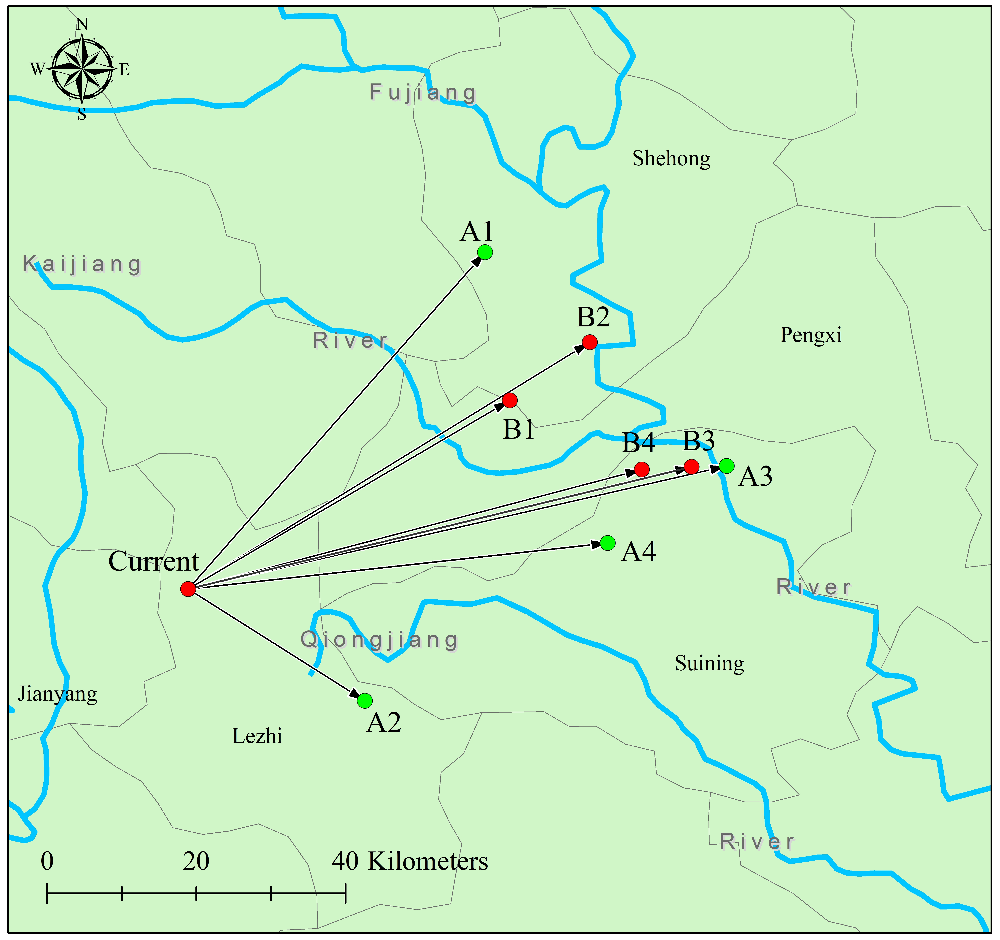 N
W E
S
Fujiang
Shehong
A1
Kaijiang
B2
River
Pengxi
B1
B4 B3
A3
A4
Current
River
Qiongjiang
Suining
Jianyang
A2
Lezhi
River
0 20 40 Kilometers